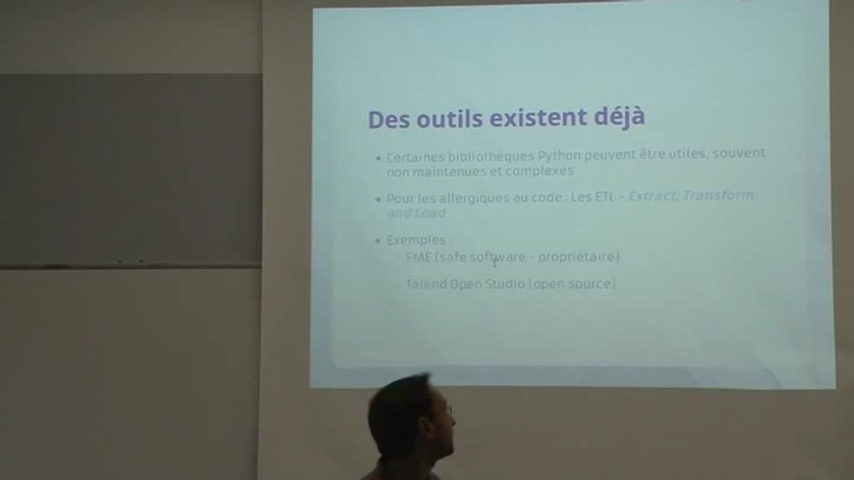 Des outils existent déjà
• Certaines bibliothèques Python peuvent être utiles, souvent
non maintenues et complexes
• Pour les allergiques au code : Les ETL - Extract, Transform
and Load
• Exemples :
FME (safe software - propriétaire)
Talend Open Studio (open source)